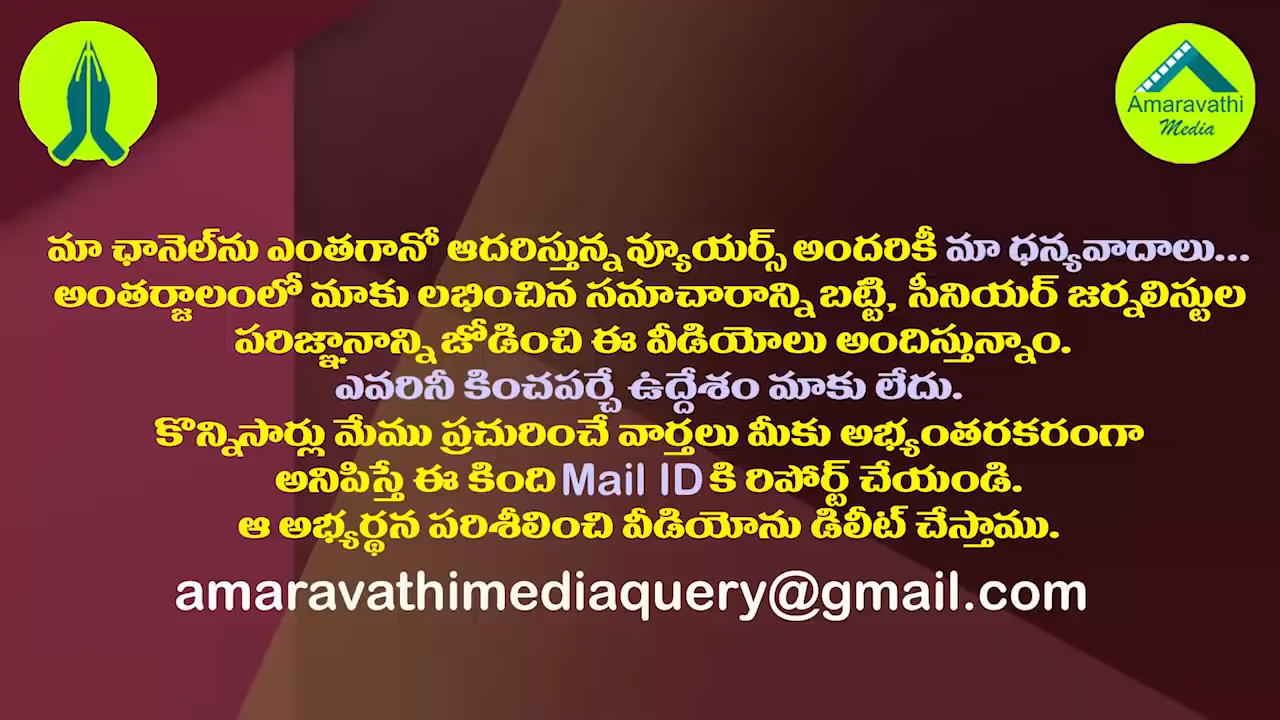 Amaravathi
Media
మా ఛానెల్‌ను ఎంతగానో ఆదరిస్తున్న వ్యూయర్స్ అందరికీ మా ధన్యవాదాలు...
అంతర్జాలంలో మాకు లభించిన సమాచారాన్ని బట్టి, సీనియర్ జర్నలిస్టుల
పరిజ్ఞానాన్ని జోడించి ఈ వీడియోలు అందిస్తున్నాం.
ఎవరినీ కించపర్చే ఉద్దేశం మాకు లేదు.
కొన్నిసార్లు మేము ప్రచురించే వార్తలు మీకు అభ్యంతరకరంగా
అనిపిస్తే ఈ కింది Mail ID కి రిపోర్ట్ చేయండి.
ఆ అభ్యర్థన పరిశీలించి వీడియోను డిలీట్ చేస్తాము.
amaravathimediaquery@gmail.com